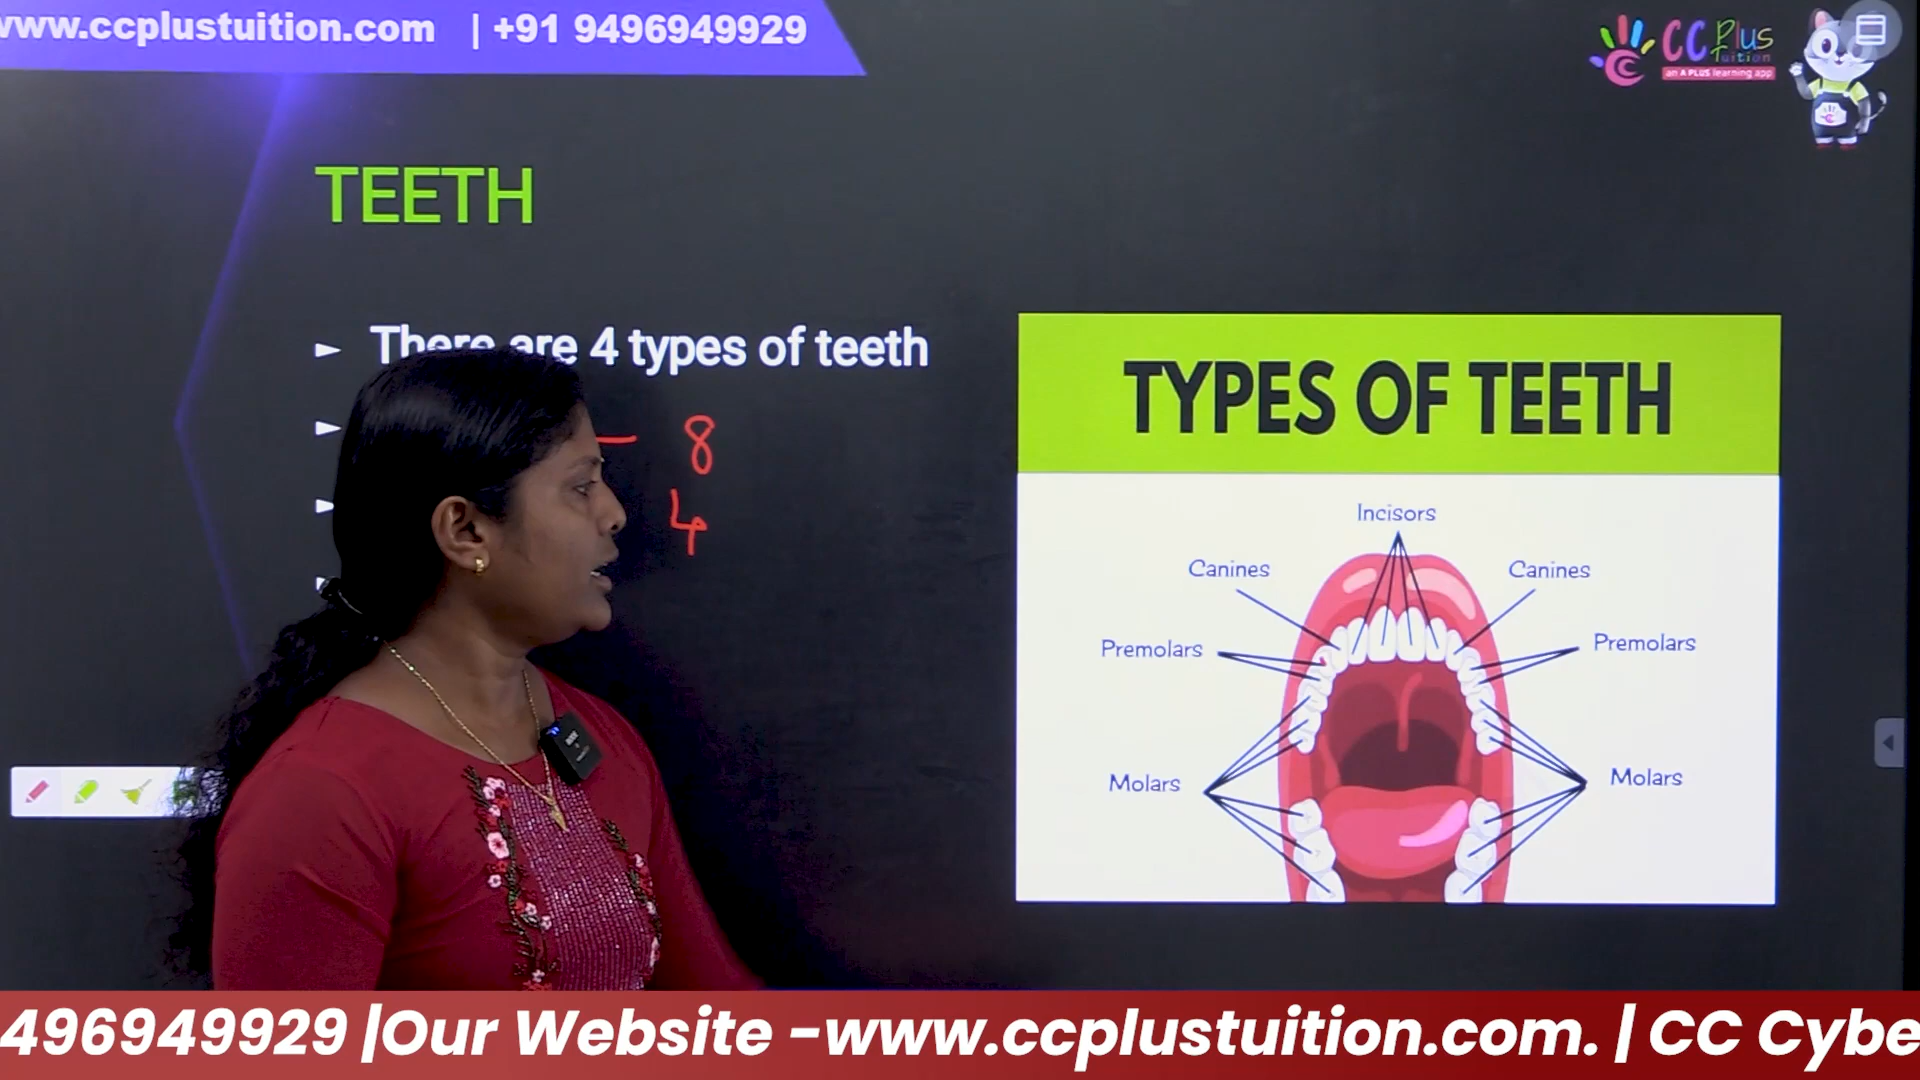 www.ccplustuition.com | +91 9496949929
CC Plus
Tuition
an A PLUS learning app
TEETH
There are 4 types of teeth
— 8
4
TYPES OF TEETH
Incisors
Canines
Canines
Premolars
Premolars
Molars
Molars
496949929 |Our Website -www.ccplustuition.com. | CC Cybe